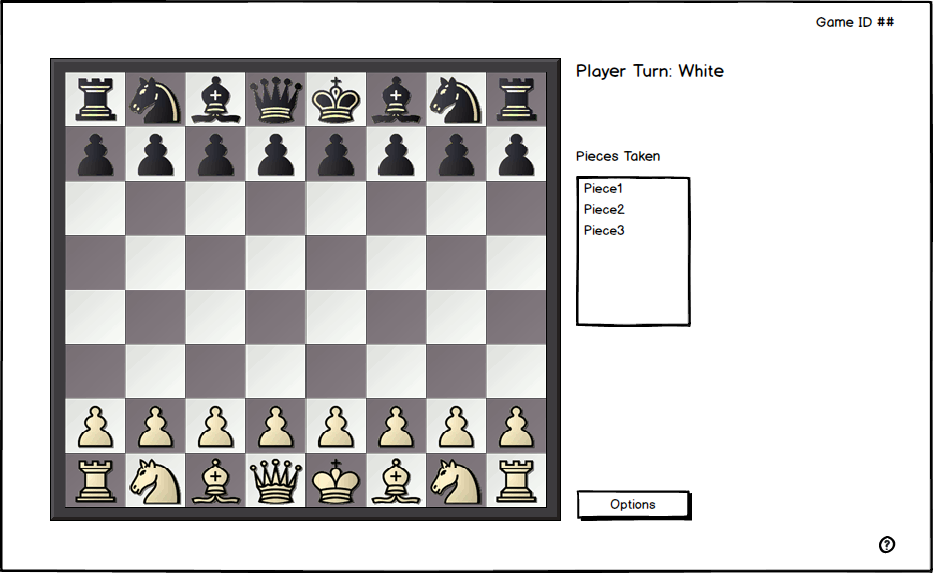 Game ID ##
Player Turn: White
Pieces Taken
Piece1
Piece2
Piece3
Options
?